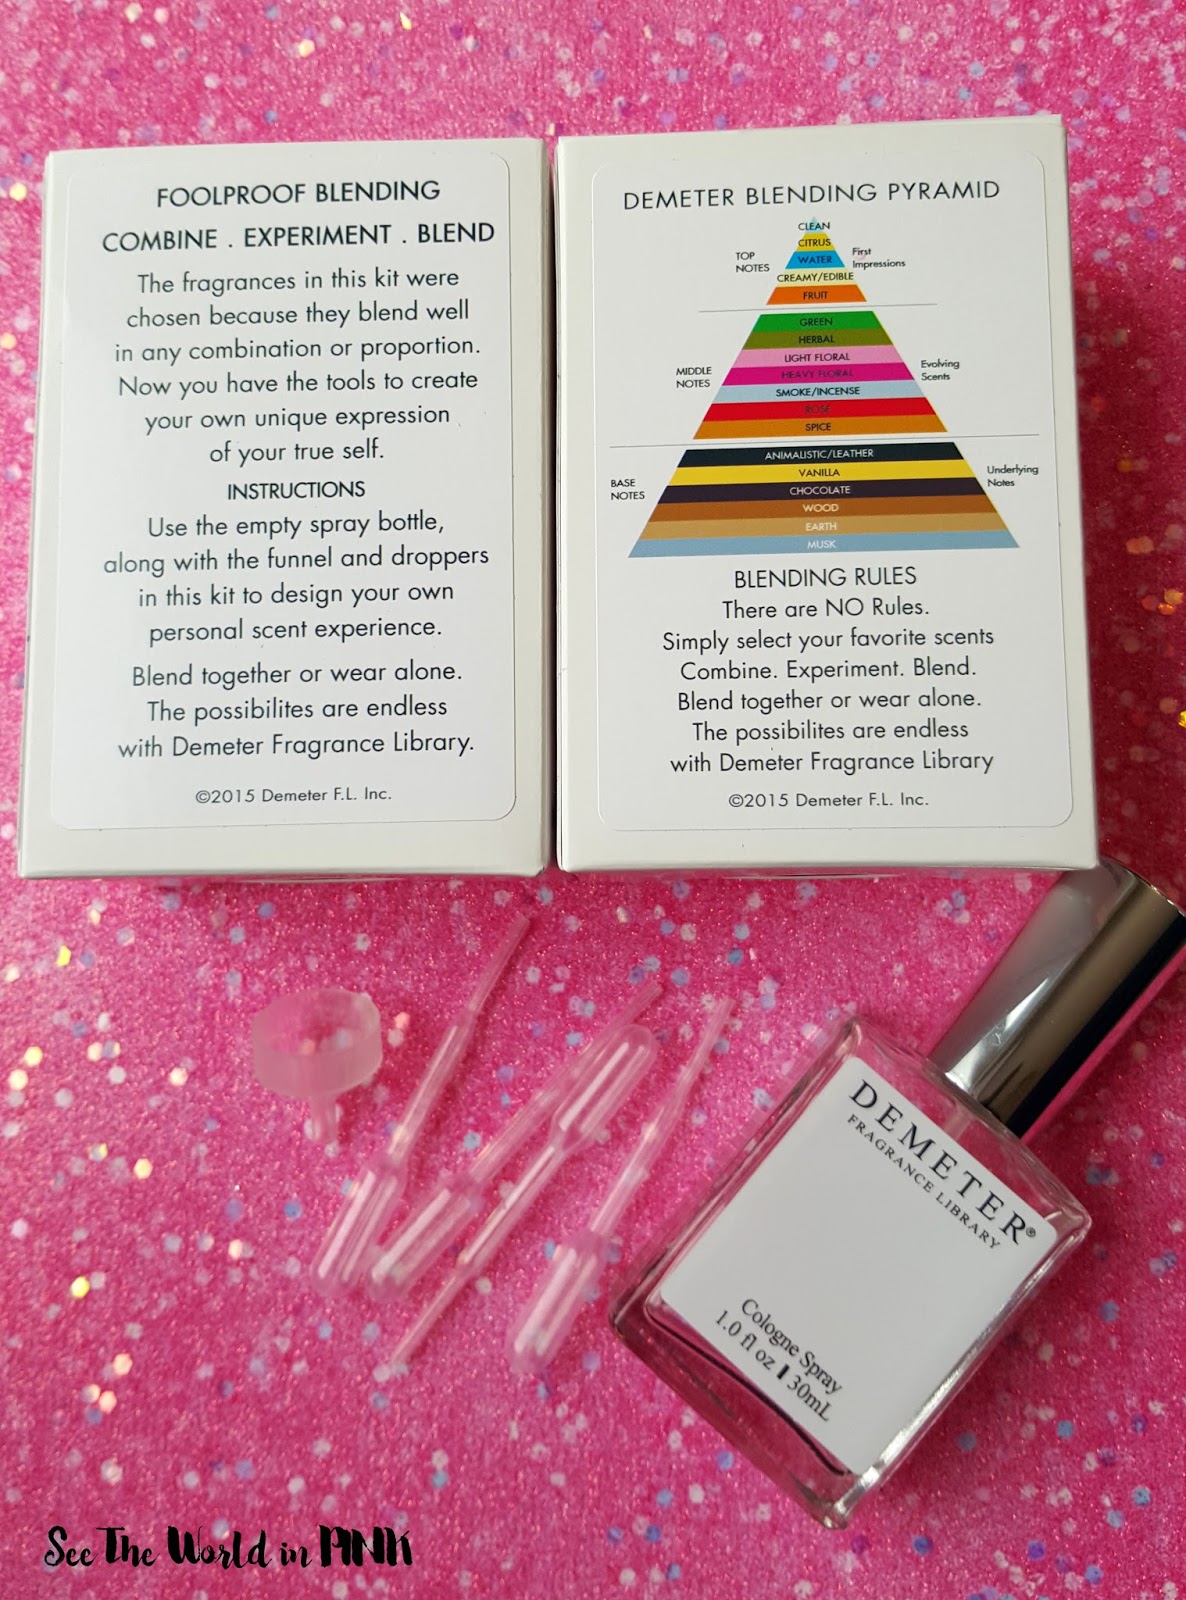 FOOLPROOF BLENDING
COMBINE . EXPERIMENT . BLEND
The fragrances in this kit were
chosen because they blend well
in any combination or proportion.
Now you have the tools to create
your own unique expression
of your true self.
INSTRUCTIONS
Use the empty spray bottle,
along with the funnel and droppers
in this kit to design your own
personal scent experience.
Blend together or wear alone.
The possibilites are endless
with Demeter Fragrance Library.
©2015 Demeter F.L. Inc.
DEMETER BLENDING PYRAMID
TOP
NOTES
CLEAN
CITRUS
WATER
CREAMY/EDIBLE
FRUIT
First
Impressions
MIDDLE
NOTES
GREEN
HERBAL
LIGHT FLORAL
HEAVY FLORAL
SMOKE/INCENSE
ROSE
SPICE
Evolving
Scents
BASE
NOTES
ANIMALISTIC/LEATHER
VANILLA
CHOCOLATE
WOOD
EARTH
MUSK
Underlying
Notes
BLENDING RULES
There are NO Rules.
Simply select your favorite scents
Combine. Experiment. Blend.
Blend together or wear alone.
The possibilites are endless
with Demeter Fragrance Library
©2015 Demeter F.L. Inc.
DEMETER®
FRAGRANCE LIBRARY
Cologne Spray
1.0 fl oz | 30mL
See The World in PINK